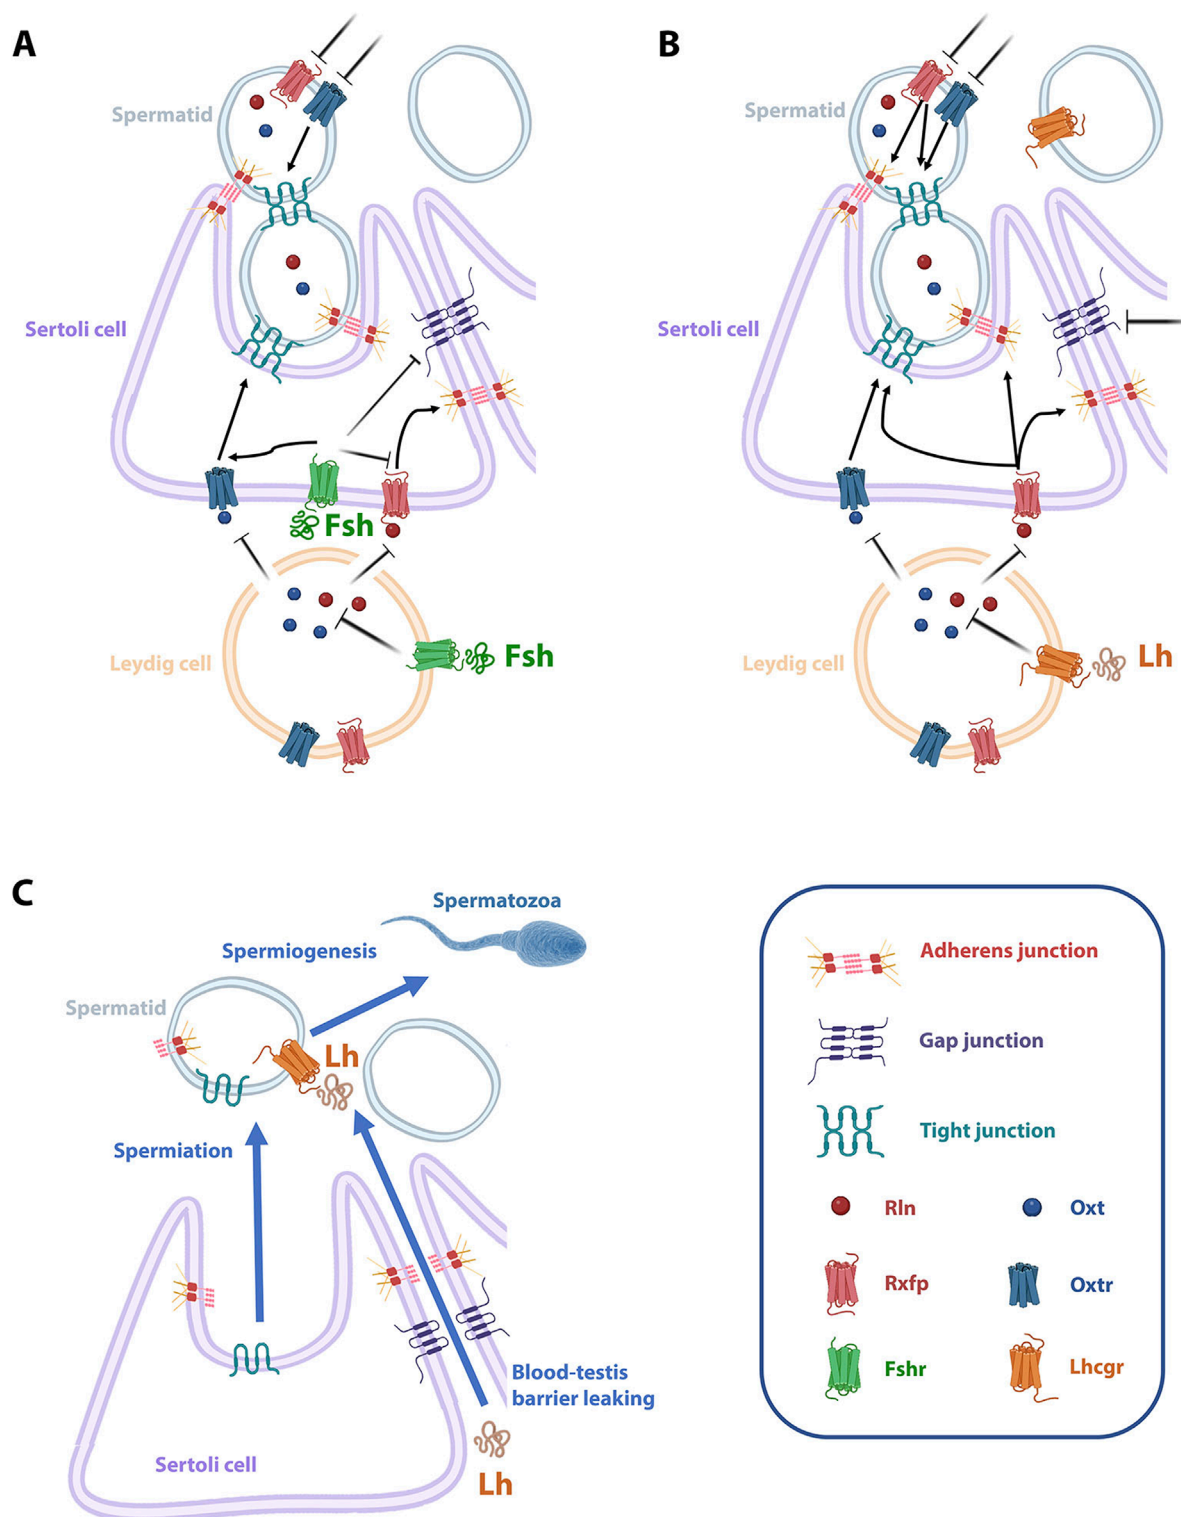 A
Spermatid
Sertoli cell
Fsh
Leydig cell
Fsh
B
Spermatid
Sertoli cell
Leydig cell
Lh
C
Spermatozoa
Spermiogenesis
Spermatid
Lh
Spermiation
Blood-testis
barrier leaking
Sertoli cell
Lh
Adherens junction
Gap junction
Tight junction
Rln
Oxt
Rxfp
Oxtr
Fshr
Lhcgr